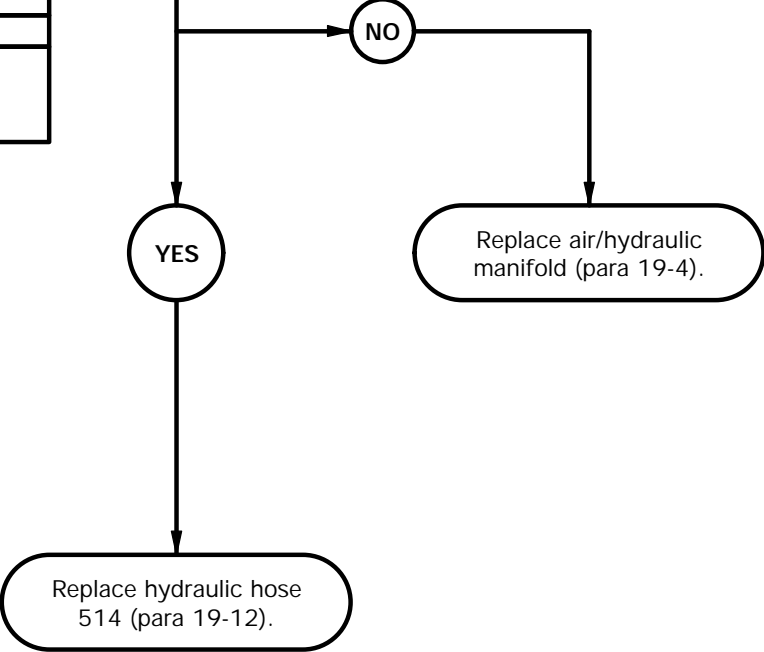 NO
YES
Replace air/hydraulic
manifold (para 19-4).
Replace hydraulic hose
514 (para 19-12).